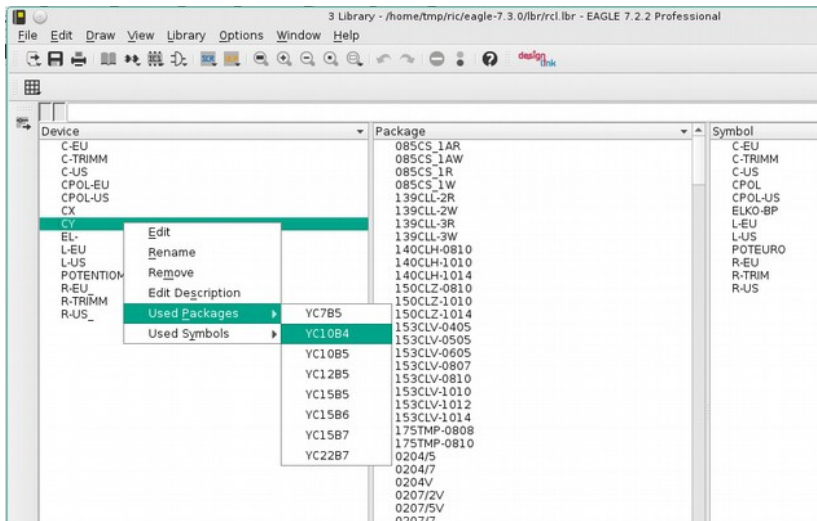 3 Library - /home/tmp/ric/eagle-7.3.0/lbr/rcl.lbr - EAGLE 7.2.2 Professional
File Edit Draw View Library Options Window Help
design link
Device
C-EU
C-TRIMM
C-US
CPOL-EU
CPOL-US
CX
CY
EL-
L-EU
L-US
POTENTIOM
R-EU_
R-TRIMM
R-US_
Edit
Rename
Remove
Edit Description
Used Packages
Used Symbols
YC7B5
YC10B4
YC10B5
YC12B5
YC15B5
YC15B6
YC15B7
YC22B7
Package
085CS_1AR
085CS_1AW
085CS_1R
085CS_1W
139CLL-2R
139CLL-2W
139CLL-3R
139CLL-3W
140CLH-0810
140CLH-1010
140CLH-1014
150CLZ-0810
150CLZ-1010
150CLZ-1014
153CLV-0405
153CLV-0505
153CLV-0605
153CLV-0807
153CLV-0810
153CLV-1010
153CLV-1012
153CLV-1014
175TMP-0808
175TMP-0810
0204/5
0204/7
0204V
0207/2V
0207/5V
0207/7
Symbol
C-EU
C-TRIMM
C-US
CPOL
CPOL-US
ELKO-BP
L-EU
L-US
POTEURO
R-EU
R-TRIM
R-US